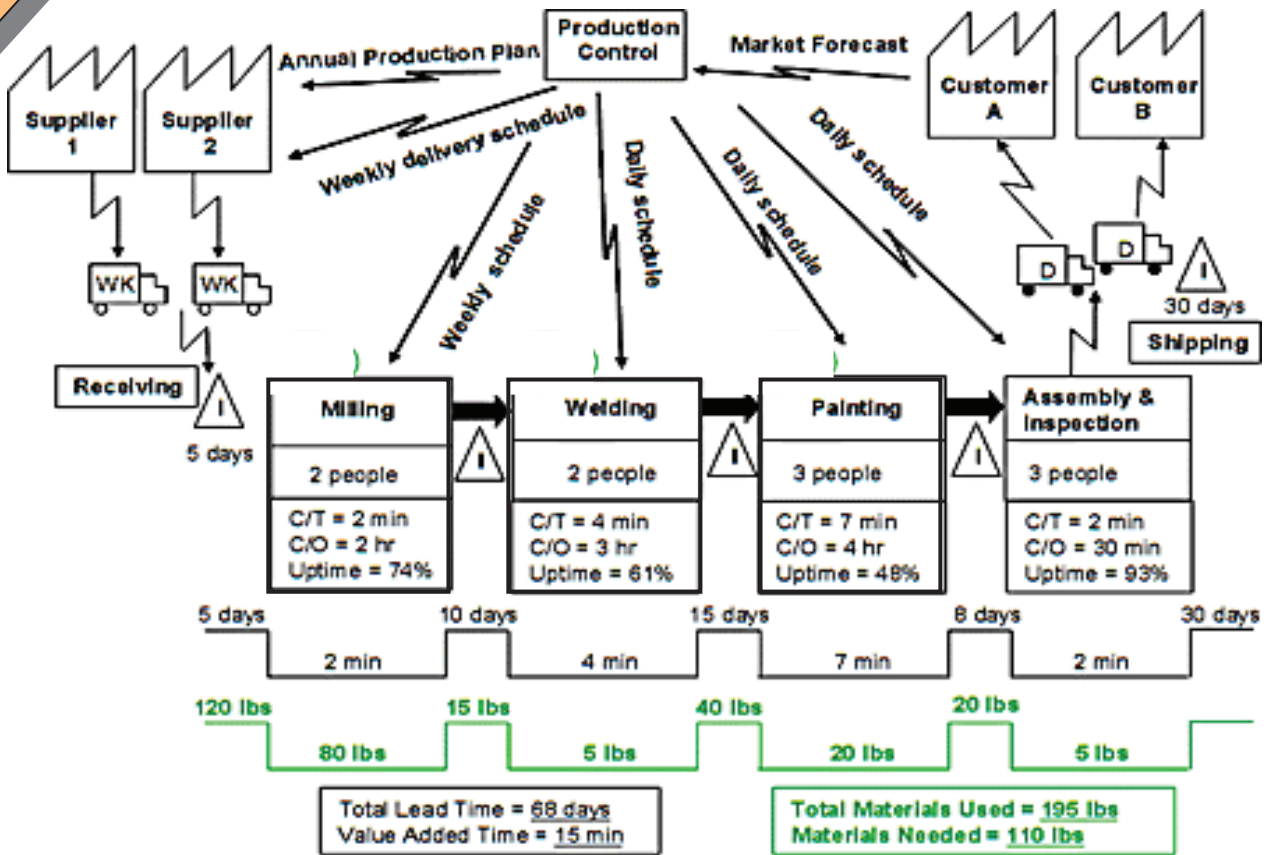 Production
Control
Annual Production Plan
Market Forecast
Supplier
1
Supplier
2
Customer
A
Customer
B
Weekly delivery schedule
Weekly schedule
Daily schedule
Daily schedule
Daily schedule
WK
WK
D
D
I
30 days
Shipping
Receiving
I
5 days
Milling
2 people
C/T = 2 min
C/O = 2 hr
Uptime = 74%
I
Welding
2 people
C/T = 4 min
C/O = 3 hr
Uptime = 61%
I
Painting
3 people
C/T = 7 min
C/O = 4 hr
Uptime = 48%
I
Assembly &
Inspection
3 people
C/T = 2 min
C/O = 30 min
Uptime = 93%
5 days 10 days 15 days 8 days 30 days
2 min 4 min 7 min 2 min
120 lbs 15 lbs 40 lbs 20 lbs
80 lbs 5 lbs 20 lbs 5 lbs
Total Lead Time = 68 days
Value Added Time = 15 min
Total Materials Used = 195 lbs
Materials Needed = 110 lbs